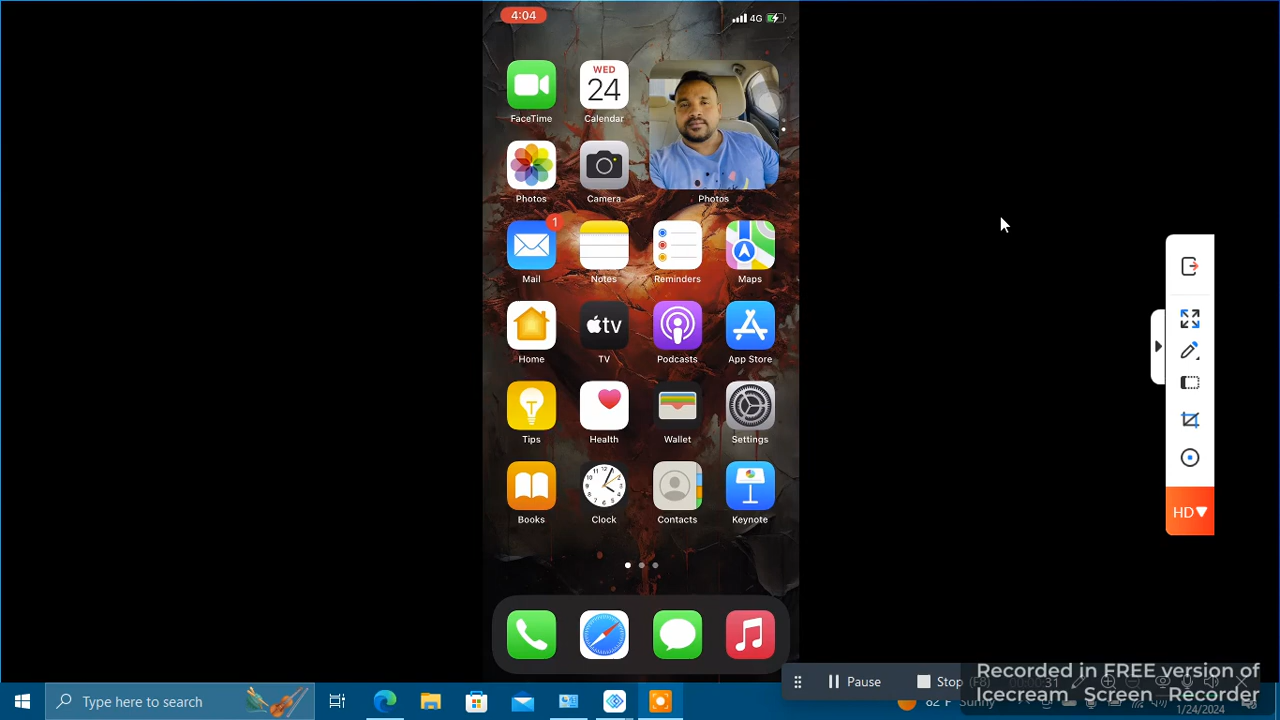 4:04
4G
WED
24
FaceTime
Calendar
Photos
Camera
Photos
1
Mail
Notes
Reminders
Maps
tv
Home
TV
Podcasts
App Store
Tips
Health
Wallet
Settings
Books
Clock
Contacts
Keynote
HD
Pause
Stop
Recorded in FREE version of
Icecream Screen Recorder
Type here to search
Sunny
1/24/2024